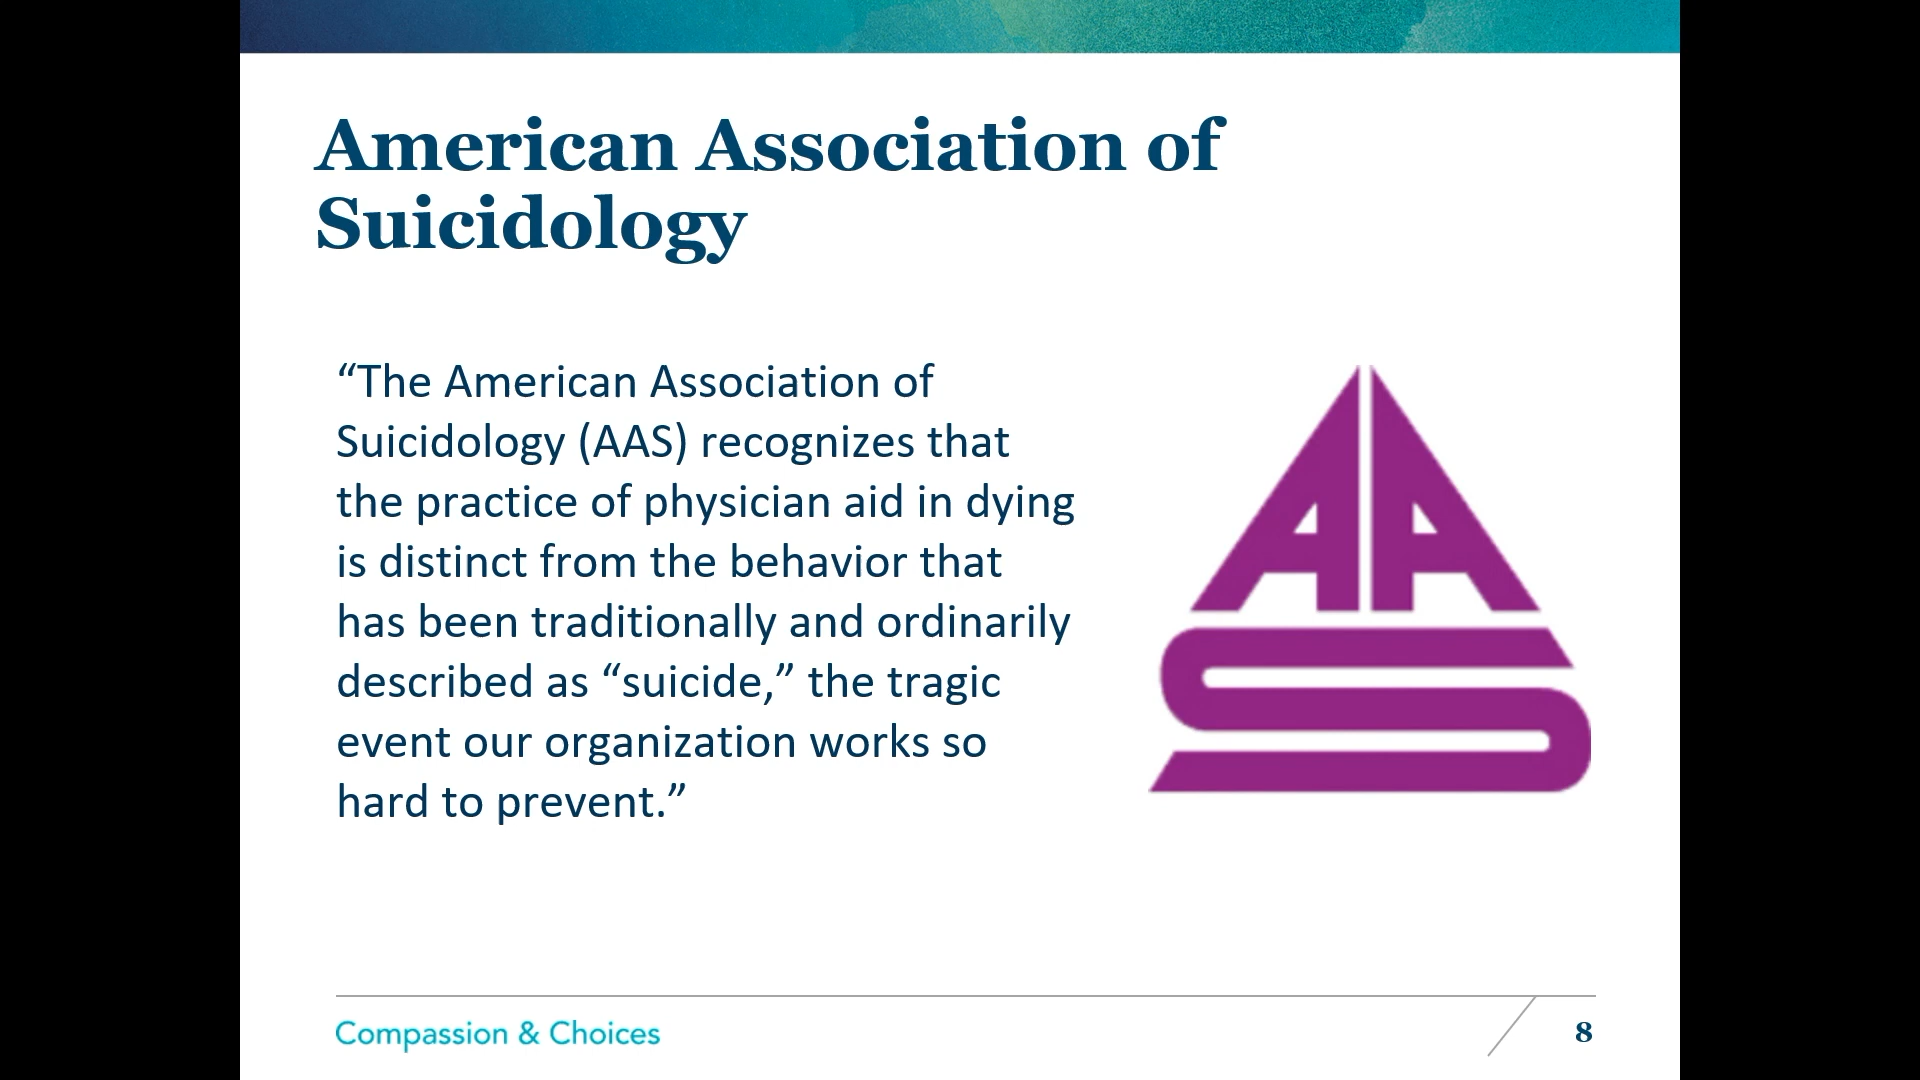 American Association of
Suicidology
“The American Association of
Suicidology (AAS) recognizes that
the practice of physician aid in dying
is distinct from the behavior that
has been traditionally and ordinarily
described as “suicide,” the tragic
event our organization works so
hard to prevent.”
AAS
Compassion & Choices
8